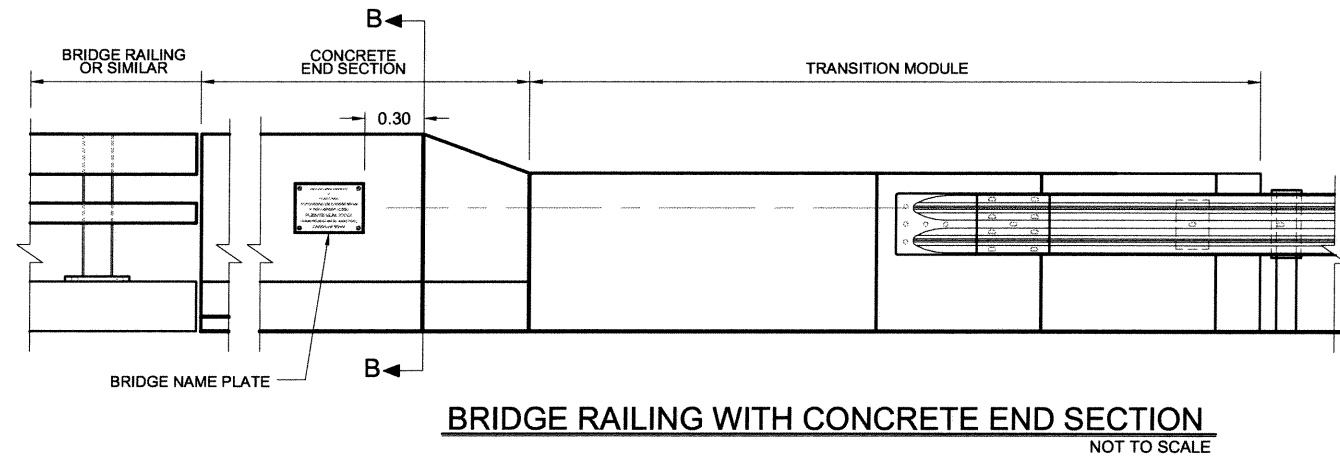 B
BRIDGE RAILING
OR SIMILAR
CONCRETE
END SECTION
TRANSITION MODULE
0.30
BRIDGE NAME PLATE
B
BRIDGE RAILING WITH CONCRETE END SECTION
NOT TO SCALE